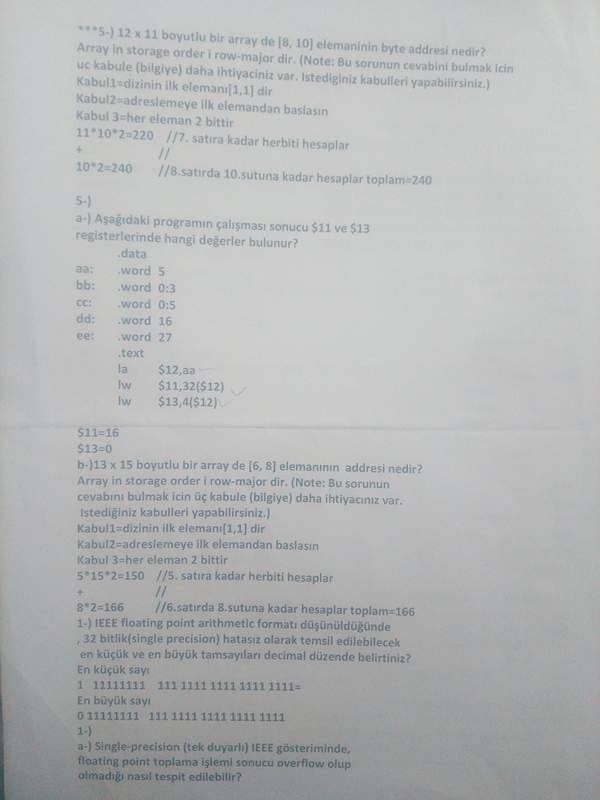 ***5-) 12 x 11 boyutlu bir array de [8, 10] elemaninin byte addresi nedir?
Array in storage order i row-major dir. (Note: Bu sorunun cevabini bulmak icin
uc kabule (bilgiye) daha ihtiyaciniz var. Istediginiz kabulleri yapabilirsiniz.)
Kabul1=dizinin ilk elemanı[1,1] dir
Kabul2=adreslemeye ilk elemandan baslasın
Kabul 3=her eleman 2 bittir
11*10*2=220 //7. satıra kadar herbiti hesaplar
+ //
10*2=240 //8.satırda 10.sutuna kadar hesaplar toplam=240
5-)
a-) Aşağıdaki programın çalışması sonucu $11 ve $13
registerlerinde hangi değerler bulunur?
.data
aa: .word 5
bb: .word 0:3
cc: .word 0:5
dd: .word 16
ee: .word 27
.text
la $12,aa
lw $11,32($12)
lw $13,4($12)
$11=16
$13=0
b-)13 x 15 boyutlu bir array de [6, 8] elemanının addresi nedir?
Array in storage order i row-major dir. (Note: Bu sorunun
cevabını bulmak icin üç kabule (bilgiye) daha ihtiyacınız var.
Istediğiniz kabulleri yapabilirsiniz.)
Kabul1=dizinin ilk elemanı[1,1] dir
Kabul2=adreslemeye ilk elemandan baslasın
Kabul 3=her eleman 2 bittir
5*15*2=150 //5. satıra kadar herbiti hesaplar
+ //
8*2=166 //6.satırda 8.sutuna kadar hesaplar toplam=166
1-) IEEE floating point arithmetic formatı düşünüldüğünde
, 32 bitlik(single precision) hatasız olarak temsil edilebilecek
en küçük ve en büyük tamsayıları decimal düzende belirtiniz?
En küçük sayı
1 11111111 111 1111 1111 1111 1111=
En büyük sayı
0 11111111 111 1111 1111 1111 1111
1-)
a-) Single-precision (tek duyarlı) IEEE gösteriminde,
floating point toplama işlemi sonucu overflow olup
olmadığı nasıl tespit edilebilir?